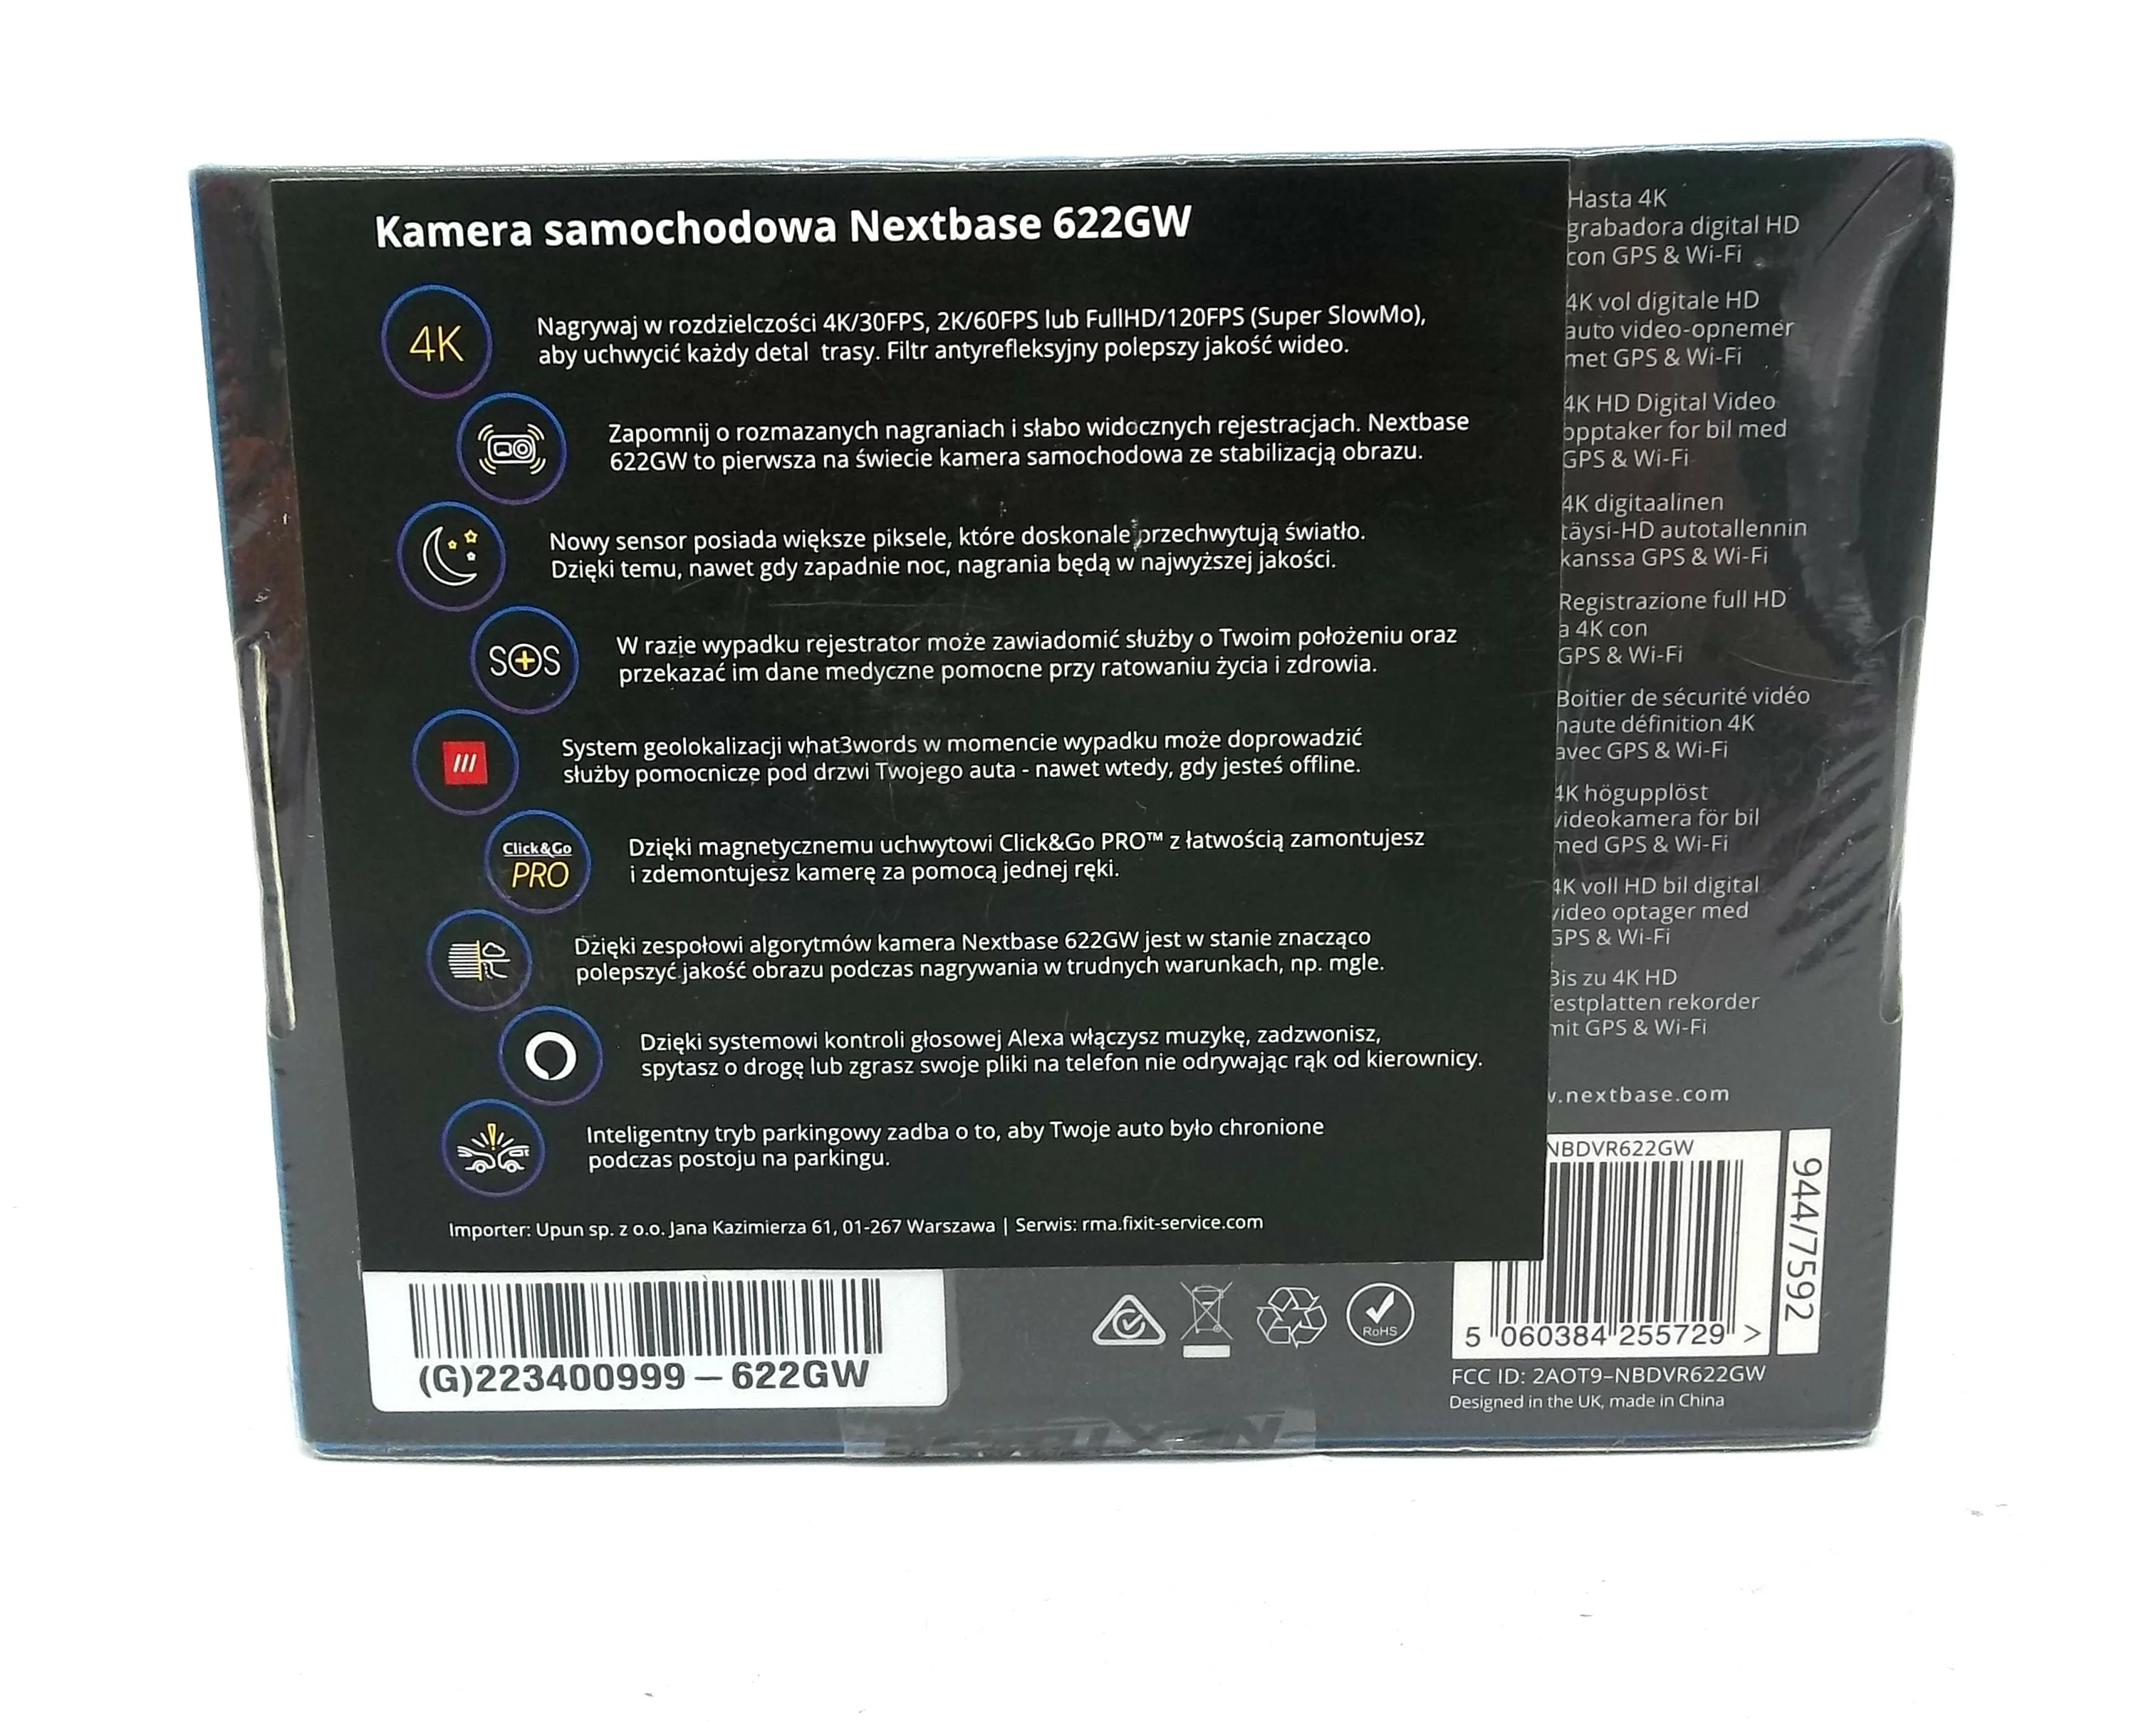 Kamera samochodowa Nextbase 622GW
4K
Nagrywaj w rozdzielczości 4K/30FPS, 2K/60FPS lub FullHD/120FPS (Super SlowMo),
aby uchwycić każdy detal trasy. Filtr antyrefleksyjny polepszy jakość wideo.
Zapomnij o rozmazanych nagraniach i słabo widocznych rejestracjach. Nextbase
622GW to pierwsza na świecie kamera samochodowa ze stabilizacją obrazu.
Nowy sensor posiada większe piksele, które doskonale przechwytują światło.
Dzięki temu, nawet gdy zapadnie noc, nagrania będą w najwyższej jakości.
SOS
W razie wypadku rejestrator może zawiadomić służby o Twoim położeniu oraz
przekazać im dane medyczne pomocne przy ratowaniu życia i zdrowia.
System geolokalizacji what3words w momencie wypadku może doprowadzić
służby pomocnicze pod drzwi Twojego auta - nawet wtedy, gdy jesteś offline.
Click&Go
PRO
Dzięki magnetycznemu uchwytowi Click&Go PRO™ z łatwością zamontujesz
i zdemontujesz kamerę za pomocą jednej ręki.
Dzięki zespołowi algorytmów kamera Nextbase 622GW jest w stanie znacząco
polepszyć jakość obrazu podczas nagrywania w trudnych warunkach, np. mgle.
Dzięki systemowi kontroli głosowej Alexa włączysz muzykę, zadzwonisz,
spytasz o drogę lub zgrasz swoje pliki na telefon nie odrywając rąk od kierownicy.
Inteligentny tryb parkingowy zadba o to, aby Twoje auto było chronione
podczas postoju na parkingu.
Importer: Upun sp. z o.o. Jana Kazimierza 61, 01-267 Warszawa | Serwis: rma.fixit-service.com
Hasta 4K
grabadora digital HD
con GPS & Wi-Fi
4K vol digitale HD
auto video-opnemer
met GPS & Wi-Fi
4K HD Digital Video
opptaker for bil med
GPS & Wi-Fi
4K digitaalinen
täysi-HD autotallennin
kanssa GPS & Wi-Fi
Registrazione full HD
a 4K con
GPS & Wi-Fi
Boitier de sécurité vidéo
haute définition 4K
avec GPS & Wi-Fi
4K högupplöst
videokamera för bil
med GPS & Wi-Fi
4K voll HD bil digital
video optager med
GPS & Wi-Fi
Bis zu 4K HD
festplatten rekorder
mit GPS & Wi-Fi
.nextbase.com
NBDVR622GW
944/7592
5 060384 255729 >
FCC ID: 2AOT9-NBDVR622GW
Designed in the UK, made in China
(G)223400999 – 622GW
RoHS